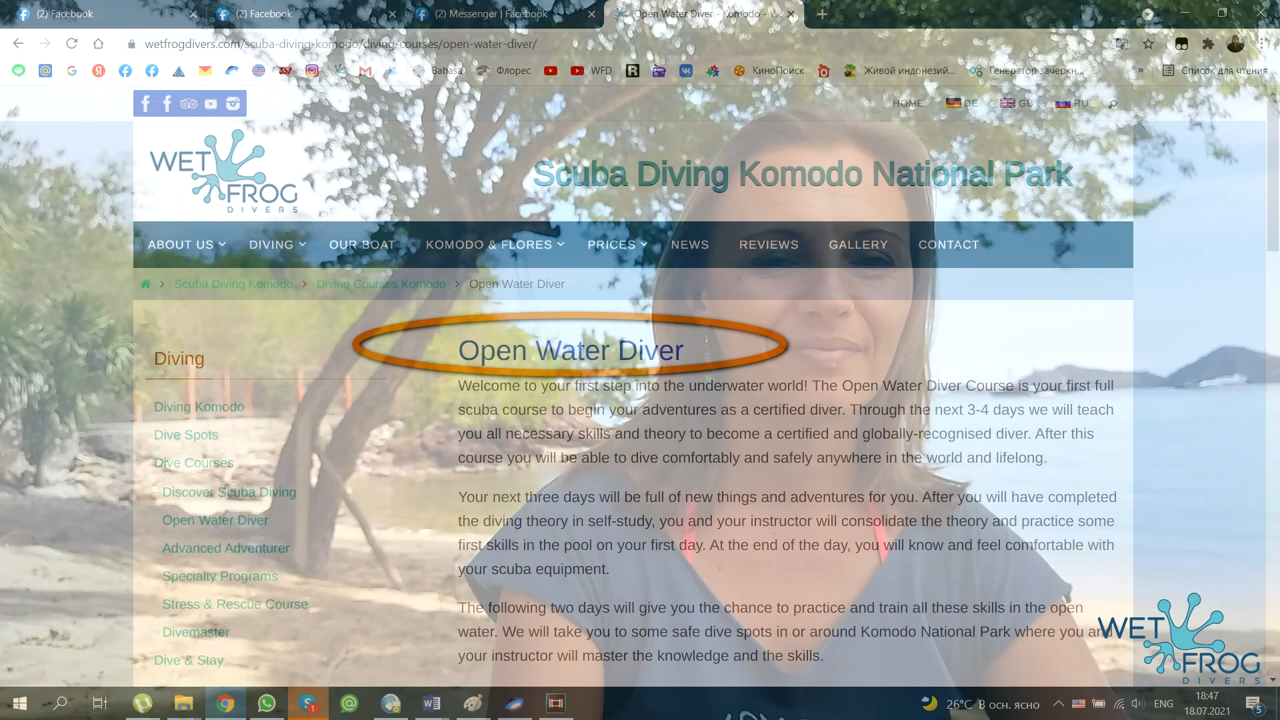 (2) Facebook
(2) Facebook
(2) Messenger | Facebook
Open Water Diver - Komodo - W
wetfrogdivers.com/scuba-diving-komodo/diving-courses/open-water-diver/
Bahasa
Флорес
WFD
КиноПоиск
Живой индонезий...
Генератор зачеркн...
»
Список для чтения
HOME
DE
GB
RU
WET
FROG
DIVERS
Scuba Diving Komodo National Park
ABOUT US
DIVING
OUR BOAT
KOMODO & FLORES
PRICES
NEWS
REVIEWS
GALLERY
CONTACT
Scuba Diving Komodo > Diving Courses Komodo > Open Water Diver
Diving
Diving Komodo
Dive Spots
Dive Courses
Discover Scuba Diving
Open Water Diver
Advanced Adventurer
Specialty Programs
Stress & Rescue Course
Divemaster
Dive & Stay
Open Water Diver
Welcome to your first step into the underwater world! The Open Water Diver Course is your first full
scuba course to begin your adventures as a certified diver. Through the next 3-4 days we will teach
you all necessary skills and theory to become a certified and globally-recognised diver. After this
course you will be able to dive comfortably and safely anywhere in the world and lifelong.
Your next three days will be full of new things and adventures for you. After you will have completed
the diving theory in self-study, you and your instructor will consolidate the theory and practice some
first skills in the pool on your first day. At the end of the day, you will know and feel comfortable with
your scuba equipment.
The following two days will give you the chance to practice and train all these skills in the open
water. We will take you to some safe dive spots in or around Komodo National Park where you and
your instructor will master the knowledge and the skills.
WET
FROG
DIVERS
26°C В осн. ясно
ENG
18:47
18.07.2021
5